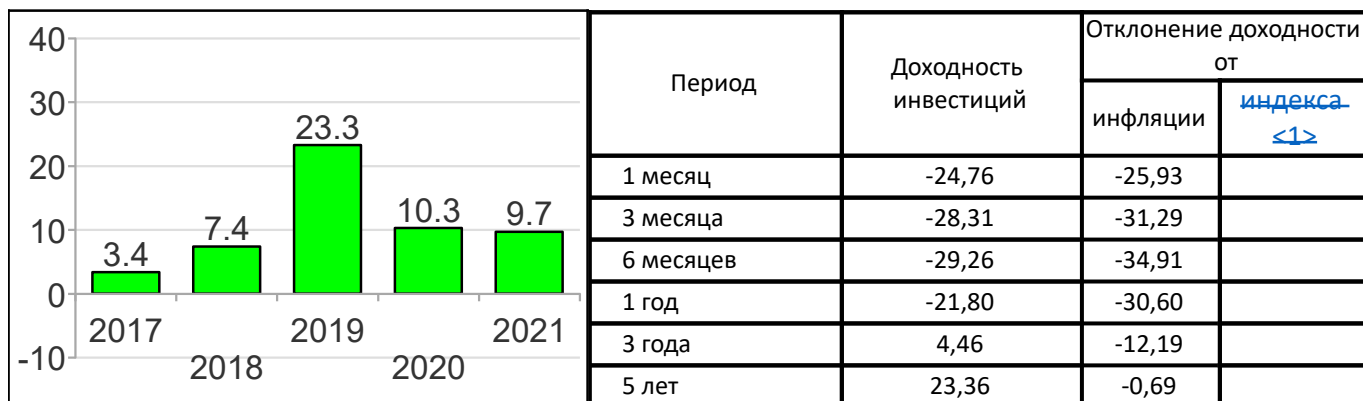 40
30
20
10
0
-10
3.4
7.4
23.3
10.3
9.7
2017
2018
2019
2020
2021
Период
Доходность
инвестиций
Отклонение доходности
от
инфляции
индекса
<1>
1 месяц -24,76 -25,93
3 месяца -28,31 -31,29
6 месяцев -29,26 -34,91
1 год -21,80 -30,60
3 года 4,46 -12,19
5 лет 23,36 -0,69